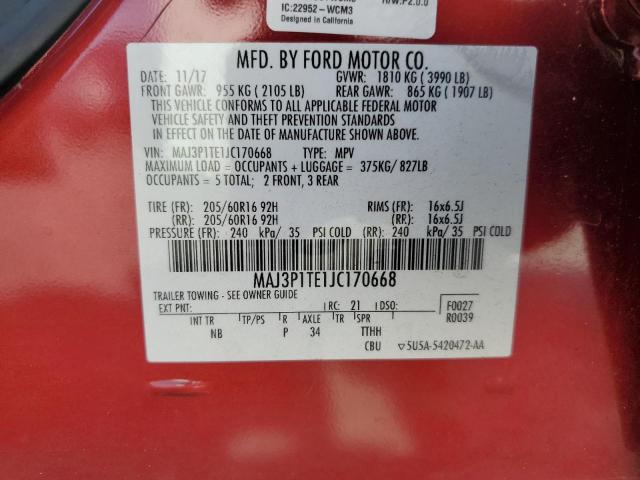 IC:22952-WCM3
Designed in California
MFD. BY FORD MOTOR CO.
DATE: 11/17 GVWR: 1810 KG ( 3990 LB)
FRONT GAWR: 955 KG ( 2105 LB) REAR GAWR: 865 KG ( 1907 LB)
THIS VEHICLE CONFORMS TO ALL APPLICABLE FEDERAL MOTOR
VEHICLE SAFETY AND THEFT PREVENTION STANDARDS
IN EFFECT ON THE DATE OF MANUFACTURE SHOWN ABOVE.
VIN: MAJ3P1TE1JC170668 TYPE: MPV
MAXIMUM LOAD = OCCUPANTS + LUGGAGE = 375KG/ 827LB
OCCUPANTS = 5 TOTAL; 2 FRONT, 3 REAR
TIRE (FR): 205/60R16 92H RIMS (FR): 16x6.5J
(RR): 205/60R16 92H (RR): 16x6.5J
PRESSURE (FR): 240 kPa/ 35 PSI COLD (RR): 240 kPa/ 35 PSI COLD
MAJ3P1TE1JC170668
TRAILER TOWING - SEE OWNER GUIDE
EXT PNT: RC: 21 DSO: F0027
INT TR TP/PS R AXLE TR SPR R0039
NB P 34 TTHH
CBU 5U5A-5420472-AA